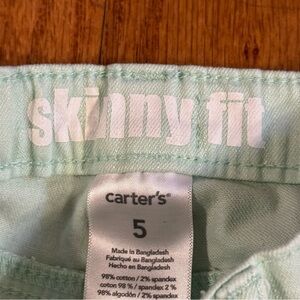 skinny fit
carter's®
5
Made in Bangladesh
Fabriqué au Bangladesh
Hecho en Bangladesh
98% cotton / 2% spandex
coton 98 % / spandex 2 %
98% algodón / 2% spandex